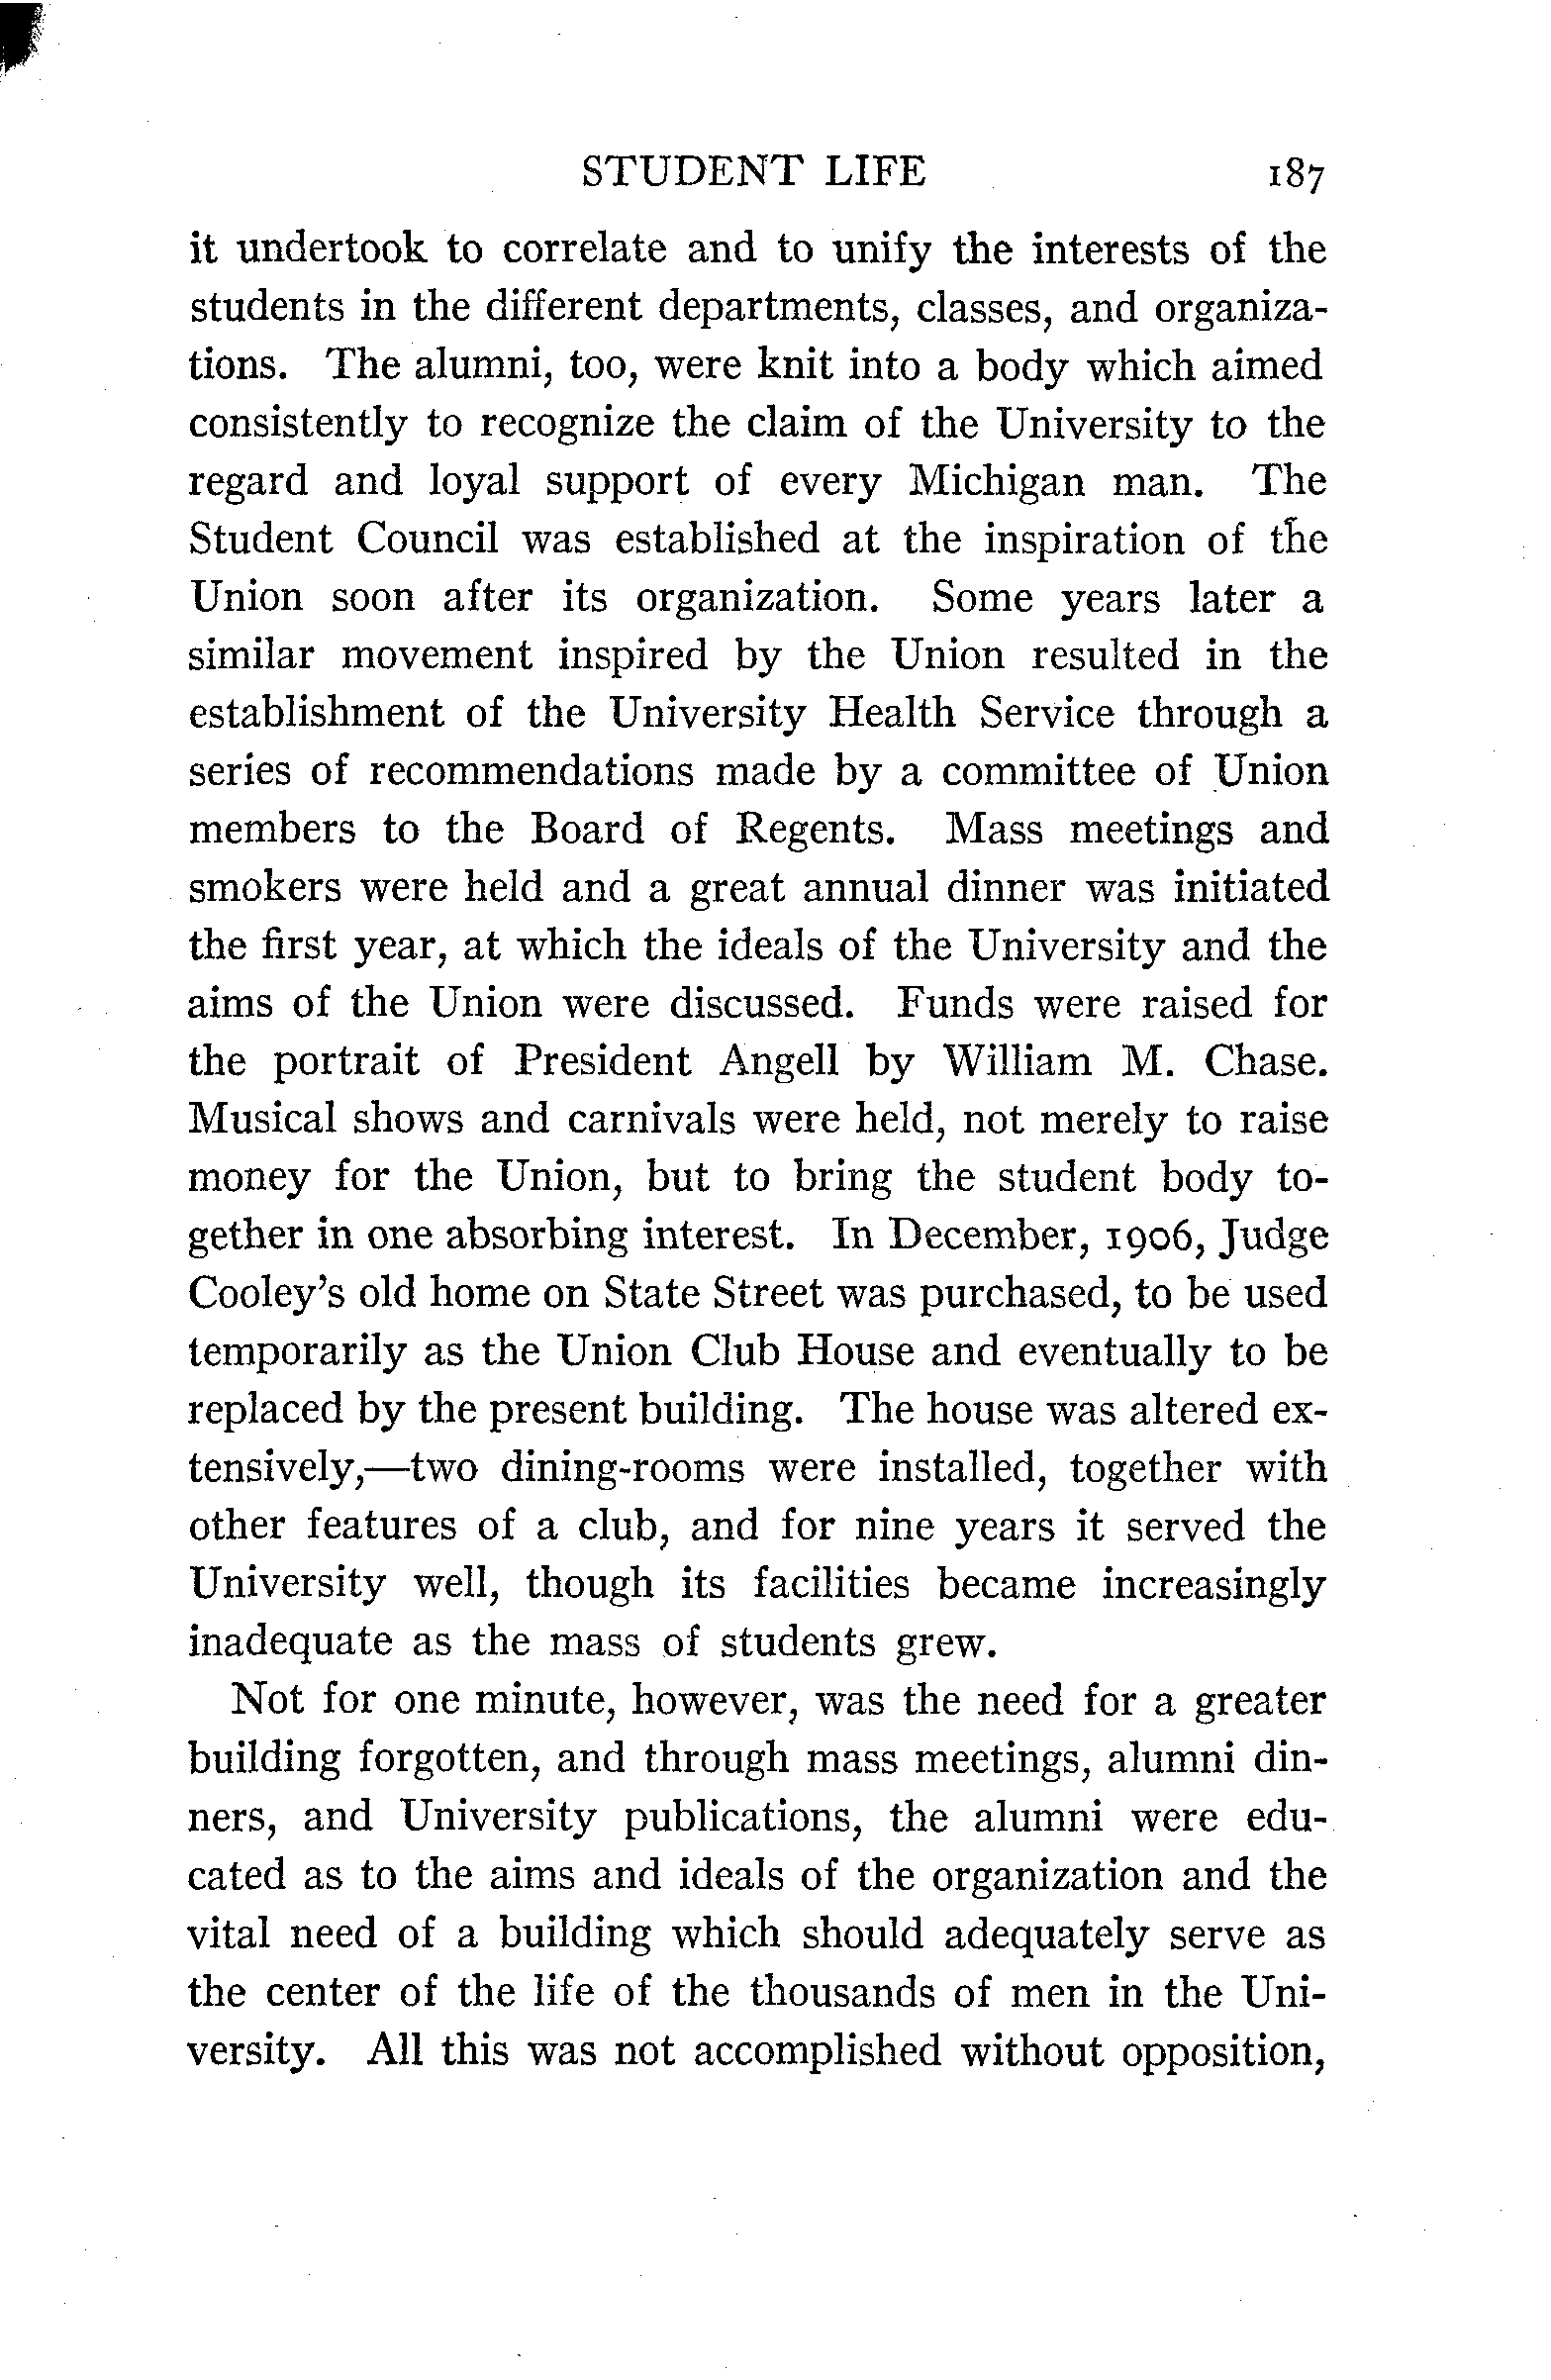 STUDENT LIFE 187
it undertook to correlate and to unify the interests of the
students in the different departments, classes, and organiza-
tions. The alumni, too, were knit into a body which aimed
consistently to recognize the claim of the University to the
regard and loyal support of every Michigan man. The
Student Council was established at the inspiration of the
Union soon after its organization. Some years later a
similar movement inspired by the Union resulted in the
establishment of the University Health Service through a
series of recommendations made by a committee of Union
members to the Board of Regents. Mass meetings and
smokers were held and a great annual dinner was initiated
the first year, at which the ideals of the University and the
aims of the Union were discussed. Funds were raised for
the portrait of President Angell by William M. Chase.
Musical shows and carnivals were held, not merely to raise
money for the Union, but to bring the student body to-
gether in one absorbing interest. In December, 1906, Judge
Cooley's old home on State Street was purchased, to be used
temporarily as the Union Club House and eventually to be
replaced by the present building. The house was altered ex-
tensively,—two dining-rooms were installed, together with
other features of a club, and for nine years it served the
University well, though its facilities became increasingly
inadequate as the mass of students grew.
Not for one minute, however, was the need for a greater
building forgotten, and through mass meetings, alumni din-
ners, and University publications, the alumni were edu-
cated as to the aims and ideals of the organization and the
vital need of a building which should adequately serve as
the center of the life of the thousands of men in the Uni-
versity. All this was not accomplished without opposition,